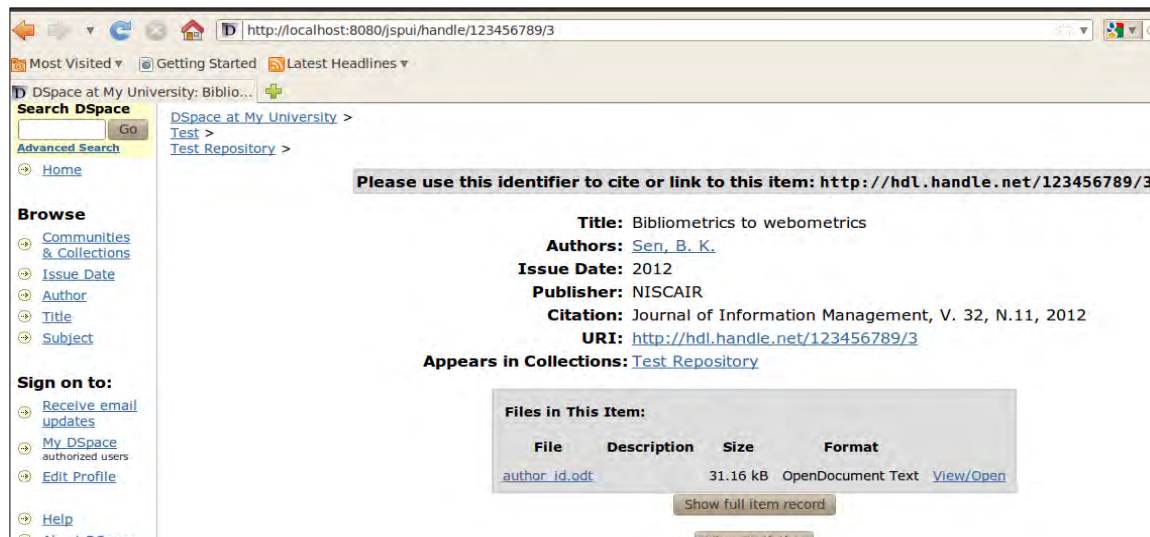 http://localhost:8080/jspui/handle/123456789/3
Most Visited
Getting Started
Latest Headlines
DSpace at My University: Biblio...
Search DSpace
Go
Advanced Search
Home
Browse
Communities
& Collections
Issue Date
Author
Title
Subject
Sign on to:
Receive email
updates
My DSpace
authorized users
Edit Profile
Help
DSpace at My University >
Test >
Test Repository >
Please use this identifier to cite or link to this item: http://hdl.handle.net/123456789/3
Title: Bibliometrics to webometrics
Authors: Sen, B. K.
Issue Date: 2012
Publisher: NISCAIR
Citation: Journal of Information Management, V. 32, N.11, 2012
URI: http://hdl.handle.net/123456789/3
Appears in Collections: Test Repository
Files in This Item:
File Description Size Format
author_id.odt 31.16 kB OpenDocument Text View/Open
Show full item record